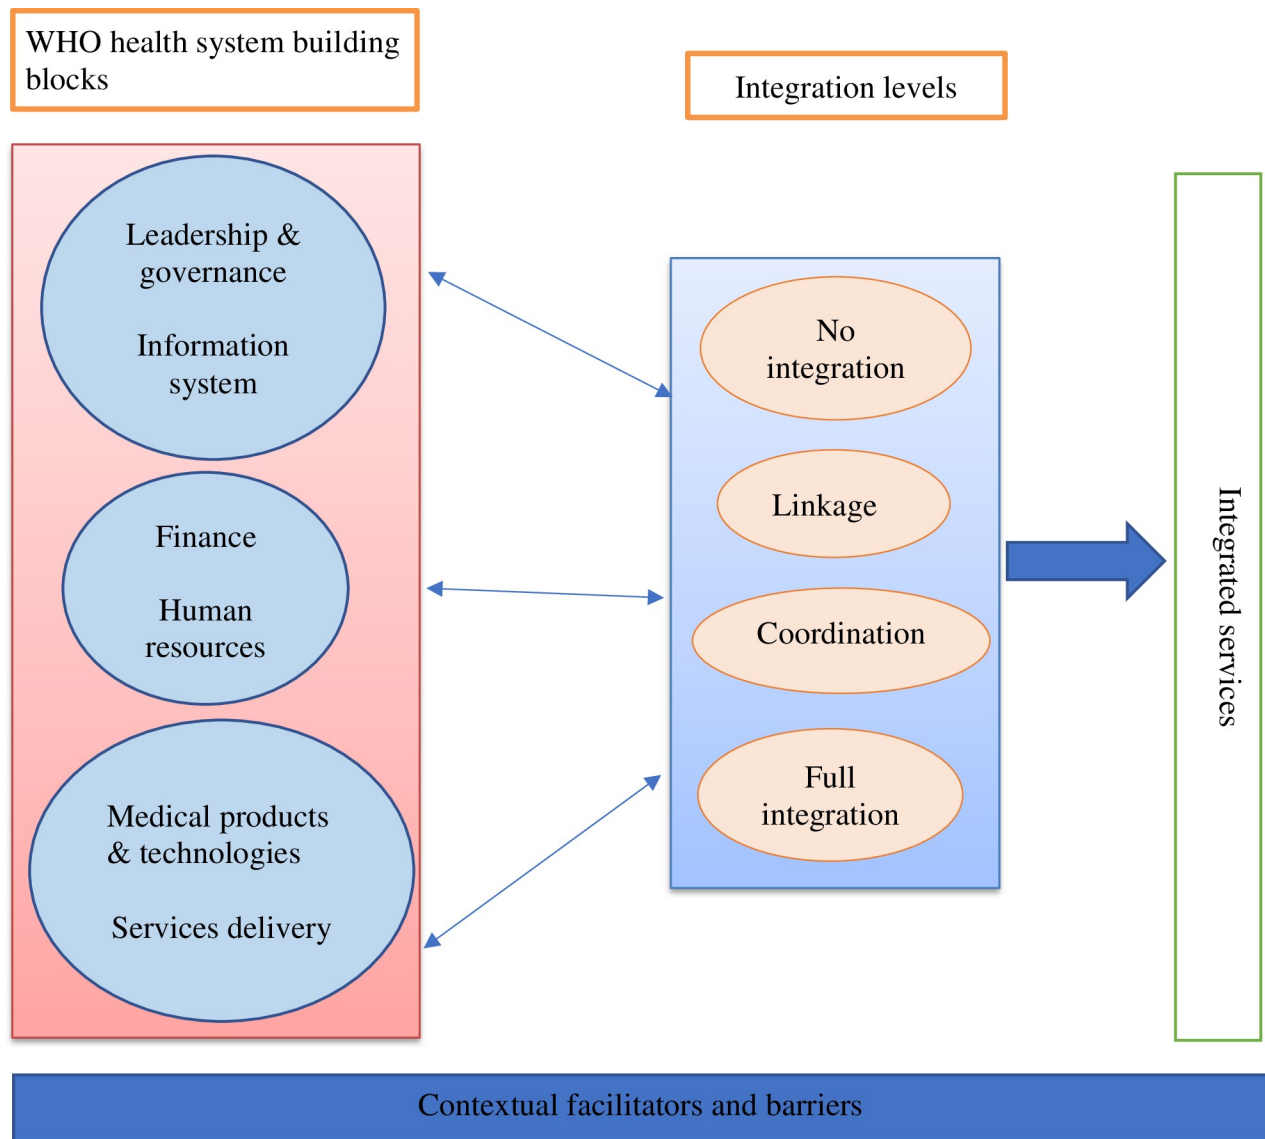 WHO health system building
blocks
Integration levels
Leadership &
governance
Information
system
Finance
Human
resources
Medical products
& technologies
Services delivery
No
integration
Linkage
Coordination
Full
integration
Integrated services
Contextual facilitators and barriers